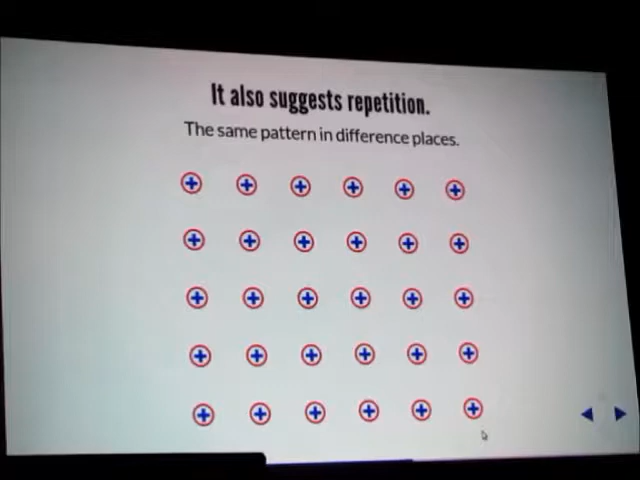 It also suggests repetition.
The same pattern in difference places.